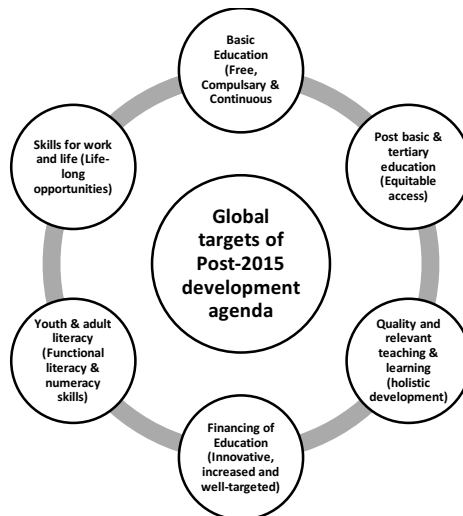 Basic
Education
(Free,
Compulsary &
Continuous
Post basic &
tertiary
education
(Equitable
access)
Quality and
relevant
teaching &
learning
(holistic
development)
Financing of
Education
(Innovative,
increased and
well-targeted)
Youth & adult
literacy
(Functional
literacy &
numeracy
skills)
Skills for work
and life (Life-
long
opportunities)
Global
targets of
Post-2015
development
agenda